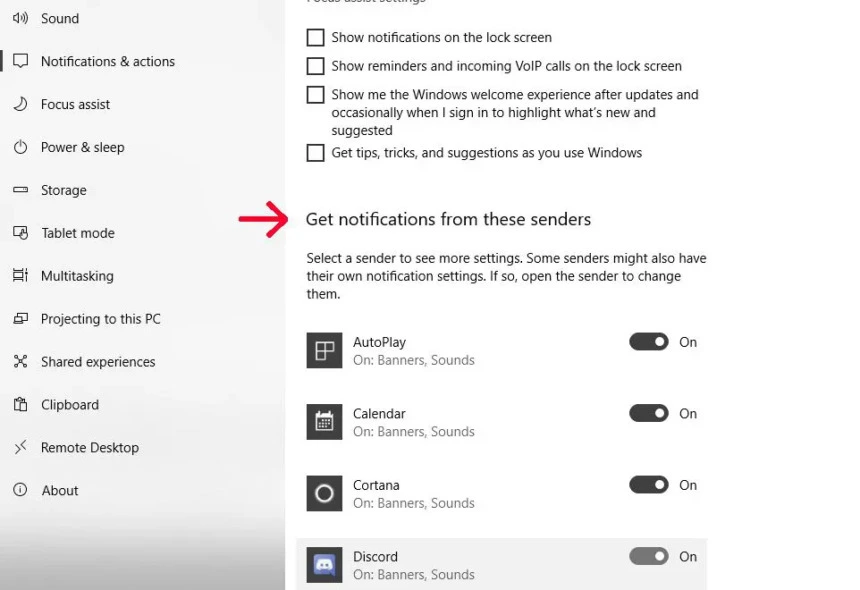 Sound
Notifications & actions
Focus assist
Power & sleep
Storage
Tablet mode
Multitasking
Projecting to this PC
Shared experiences
Clipboard
Remote Desktop
About
Focus assist settings
Show notifications on the lock screen
Show reminders and incoming VoIP calls on the lock screen
Show me the Windows welcome experience after updates and
occasionally when I sign in to highlight what's new and
suggested
Get tips, tricks, and suggestions as you use Windows
Get notifications from these senders
Select a sender to see more settings. Some senders might also have
their own notification settings. If so, open the sender to change
them.
AutoPlay
On
On: Banners, Sounds
Calendar
On
On: Banners, Sounds
Cortana
On
On: Banners, Sounds
Discord
On
On: Banners, Sounds